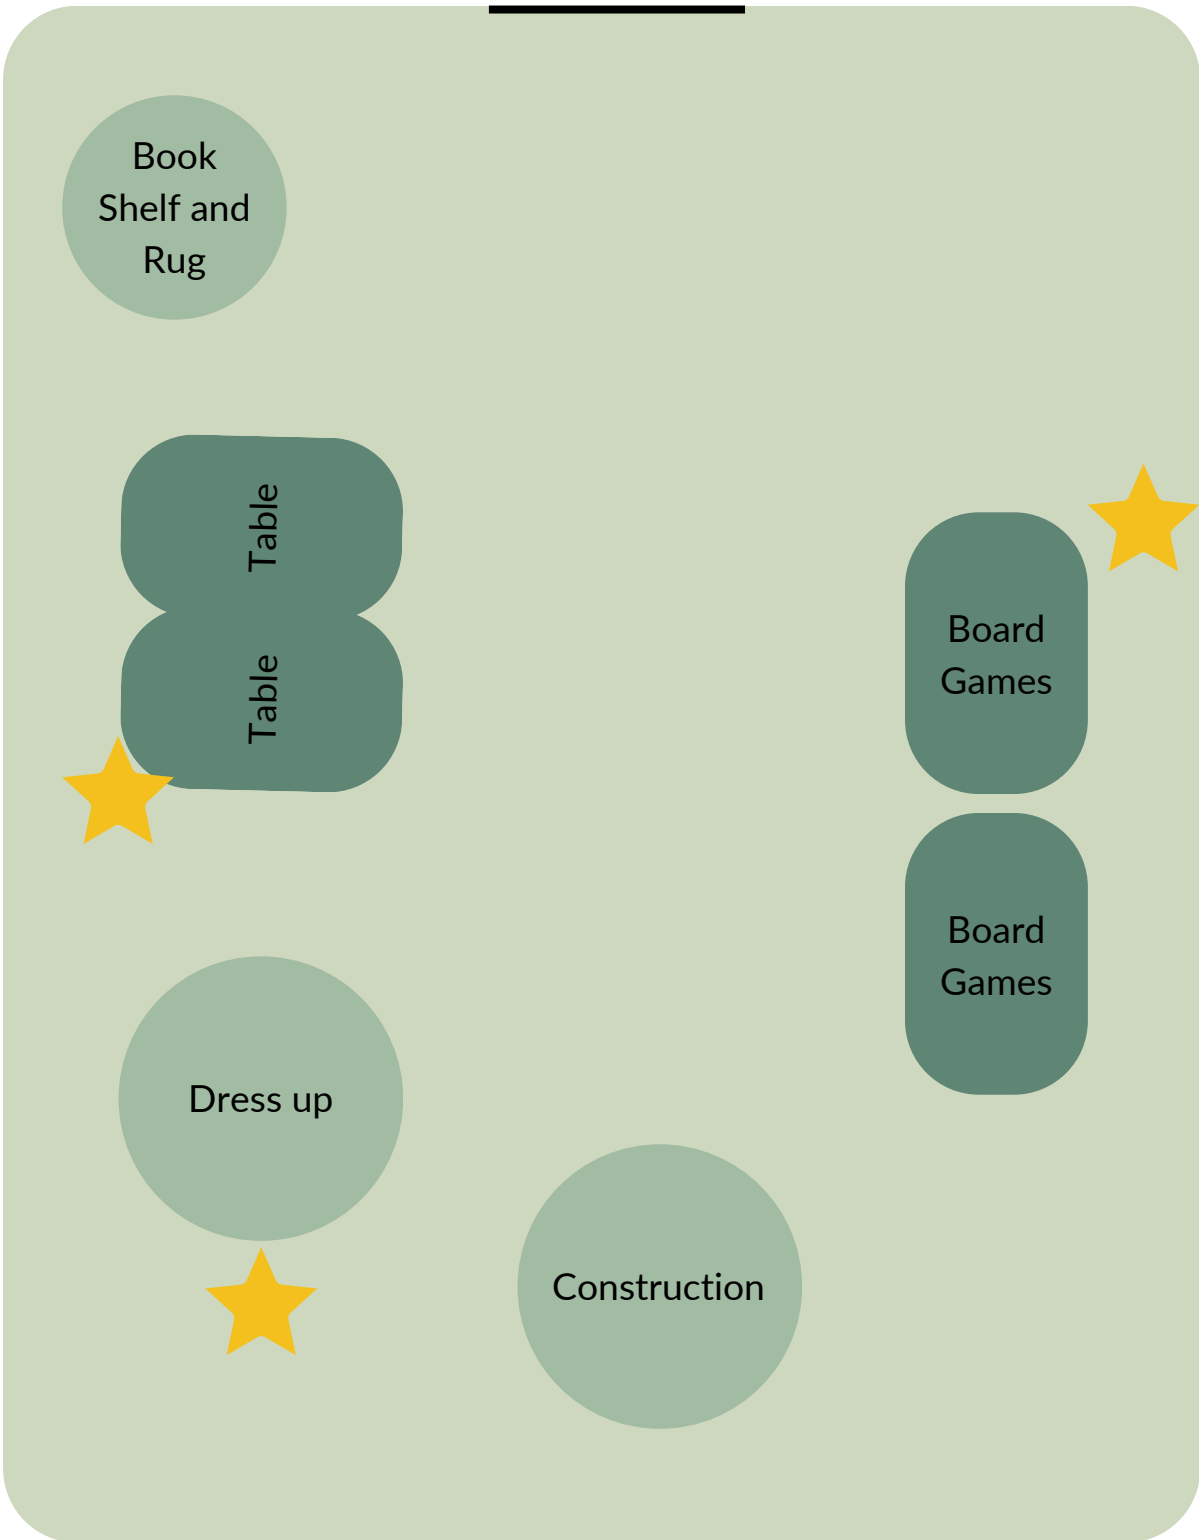 Book
Shelf and
Rug
Table
Table
Board
Games
Board
Games
Dress up
Construction